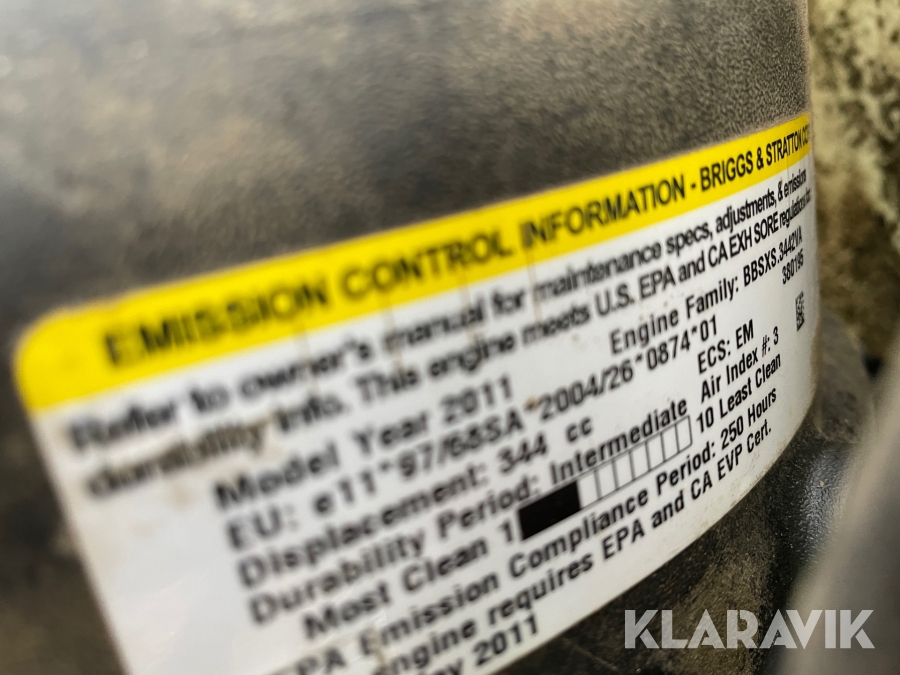 EMISSION CONTROL INFORMATION - BRIGGS & STRATTON
Refer to owner's manual for maintenance specs, adjustments, & emissions
durability info. This engine meets U.S. EPA and CA EXH SORE regulations
Model Year 2011 Engine Family: BBSXS.3442VA
EU: e11*97/68SA*2004/26*0874*01 380195
Displacement: 344 cc ECS: EM
Durability Period: Intermediate Air Index #: 3
Most Clean 1 10 Least Clean
EPA Emission Compliance Period: 250 Hours
Engine requires EPA and CA EVP Cert.
2011
KLARAVIK